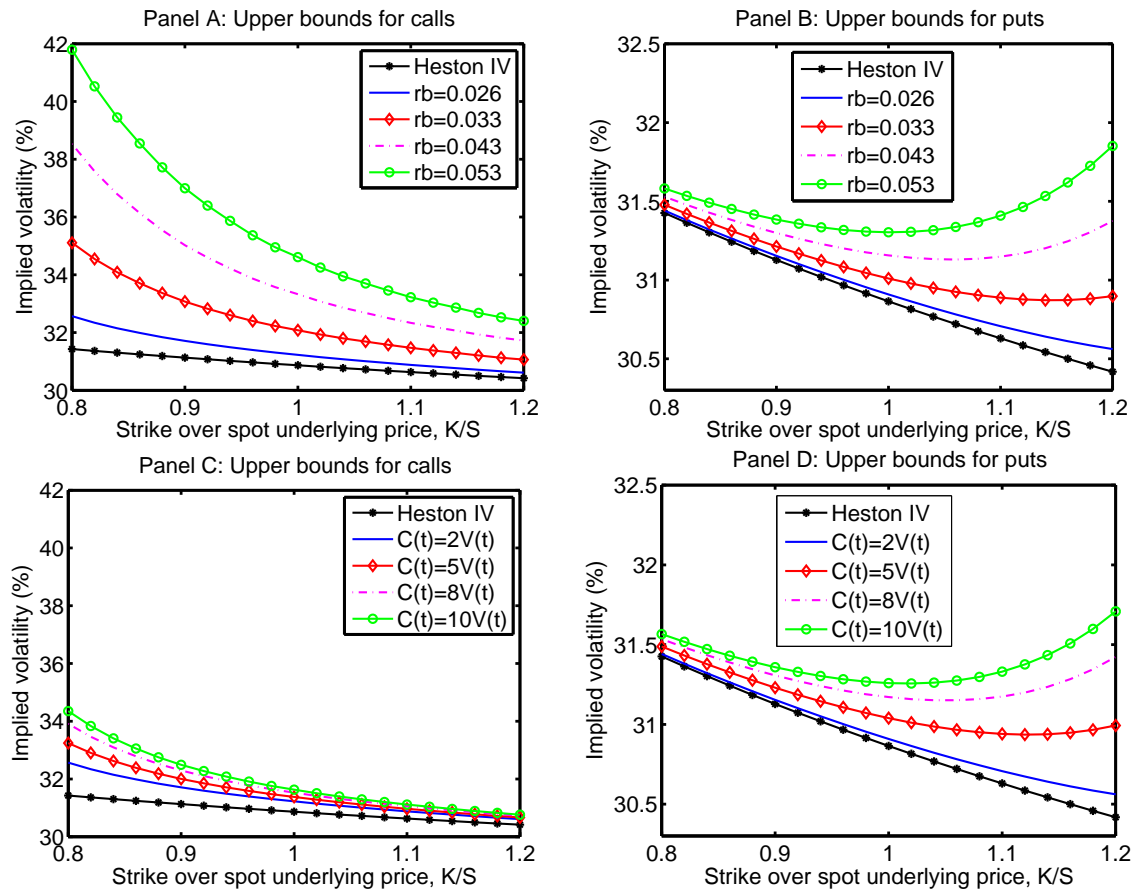 Panel A: Upper bounds for calls
42
40
38
36
34
32
30
Implied volatility (%)
0.8
0.9
1
1.1
1.2
Strike over spot underlying price, K/S
Heston IV
rb=0.026
rb=0.033
rb=0.043
rb=0.053
Panel B: Upper bounds for puts
32.5
32
31.5
31
30.5
Implied volatility (%)
0.8
0.9
1
1.1
1.2
Strike over spot underlying price, K/S
Heston IV
rb=0.026
rb=0.033
rb=0.043
rb=0.053
Panel C: Upper bounds for calls
42
40
38
36
34
32
30
Implied volatility (%)
0.8
0.9
1
1.1
1.2
Strike over spot underlying price, K/S
Heston IV
C(t)=2V(t)
C(t)=5V(t)
C(t)=8V(t)
C(t)=10V(t)
Panel D: Upper bounds for puts
32.5
32
31.5
31
30.5
Implied volatility (%)
0.8
0.9
1
1.1
1.2
Strike over spot underlying price, K/S
Heston IV
C(t)=2V(t)
C(t)=5V(t)
C(t)=8V(t)
C(t)=10V(t)